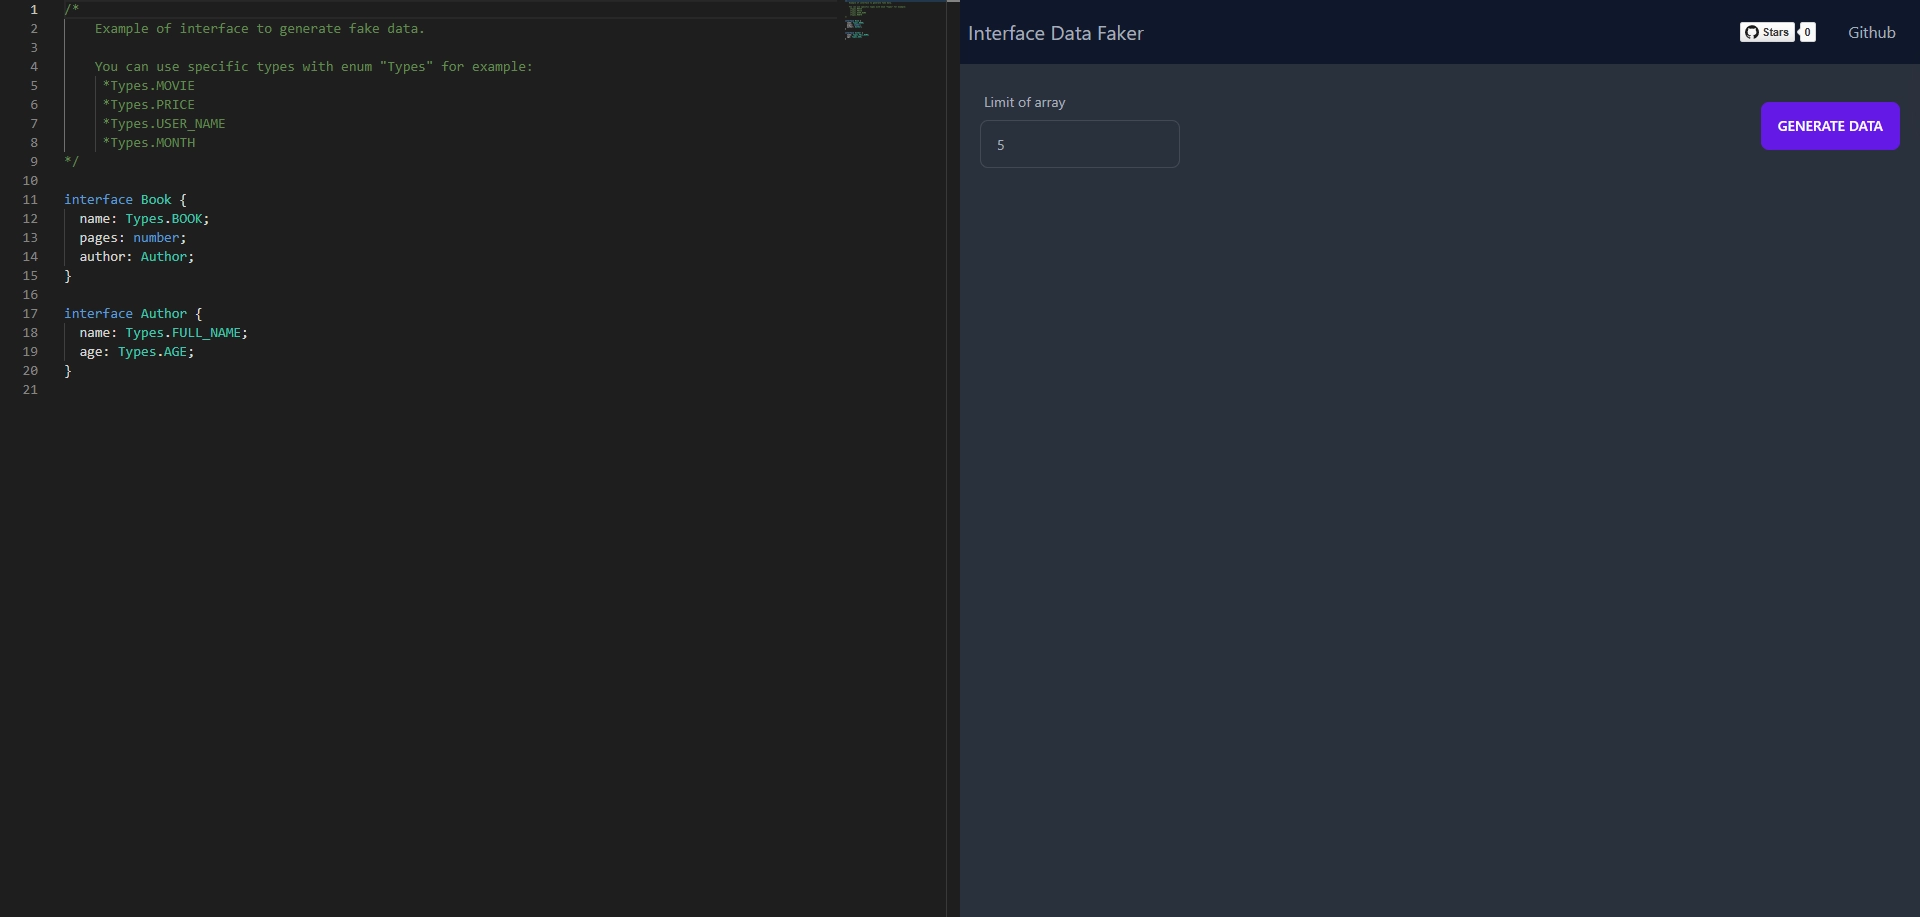 1 /*
2 Example of interface to generate fake data.
3
4 You can use specific types with enum "Types" for example:
5 *Types.MOVIE
6 *Types.PRICE
7 *Types.USER_NAME
8 *Types.MONTH
9 */
10
11 interface Book {
12 name: Types.BOOK;
13 pages: number;
14 author: Author;
15 }
16
17 interface Author {
18 name: Types.FULL_NAME;
19 age: Types.AGE;
20 }
21
Interface Data Faker
Stars 0 Github
Limit of array
5
GENERATE DATA